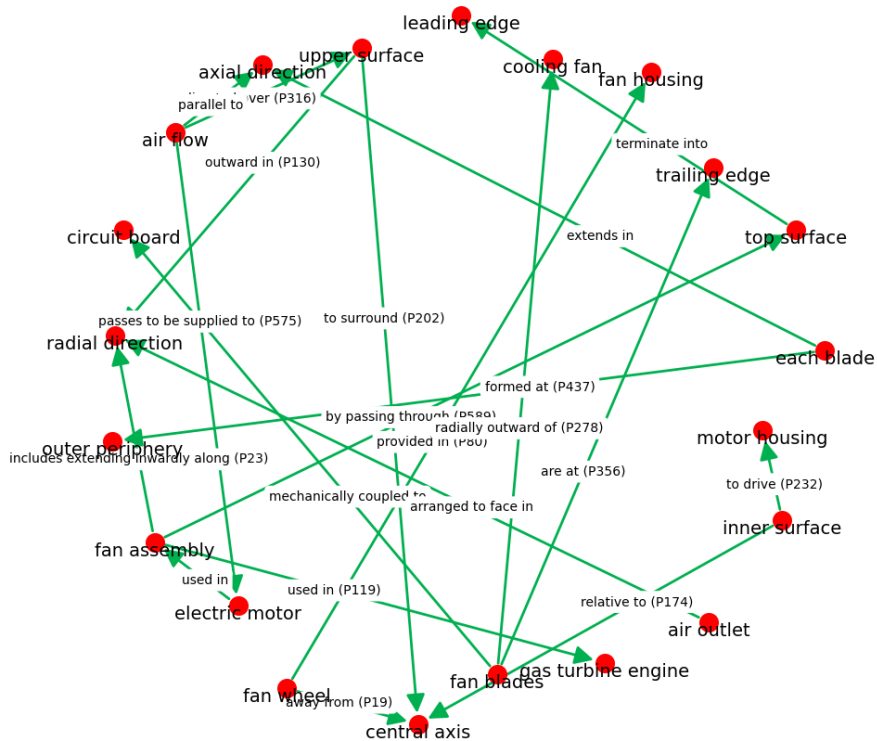 leading edge
upper surface
cooling fan
axial direction
fan housing
over (P316)
parallel to
air flow
terminate into
outward in (P130)
trailing edge
circuit board
extends in
top surface
passes to be supplied to (P575)
to surround (P202)
radial direction
each blade
formed at (P437)
by passing through (P589)
radially outward of (P278)
motor housing
provided in (P80)
outer periphery
includes extending inwardly along (P23)
are at (P356)
to drive (P232)
mechanically coupled to
arranged to face in
inner surface
fan assembly
used in
used in (P119)
relative to (P174)
electric motor
air outlet
gas turbine engine
fan blades
fan wheel
away from (P19)
central axis